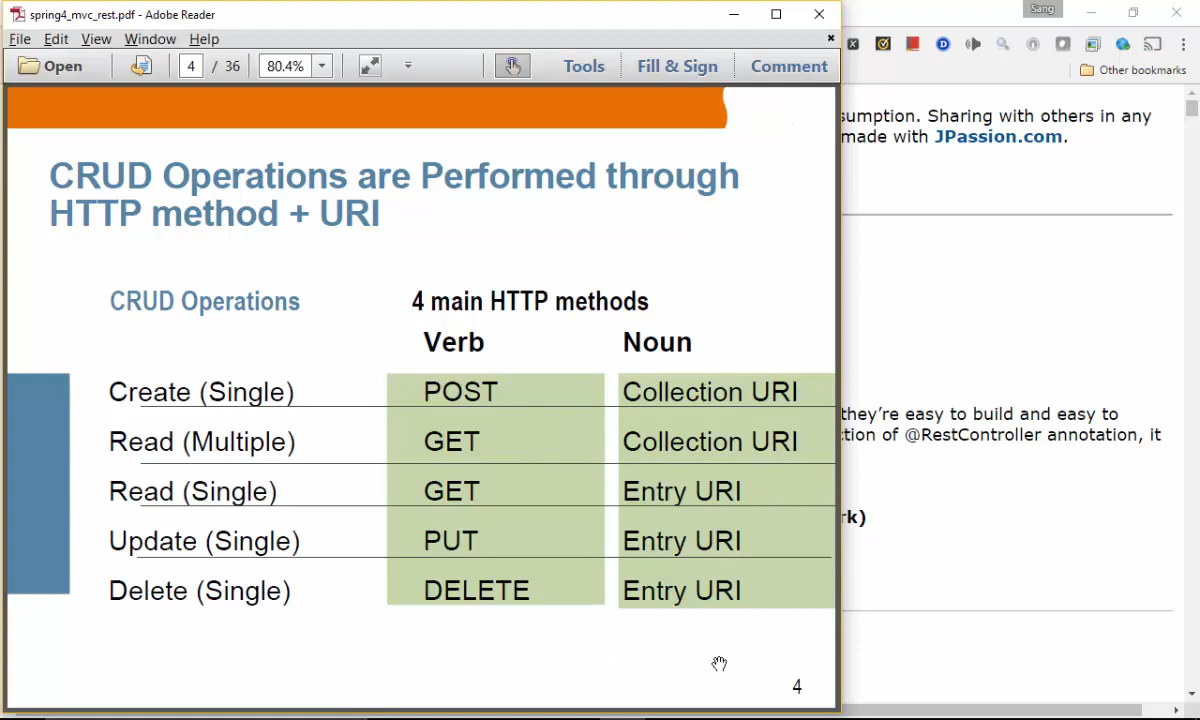 spring4_mvc_rest.pdf - Adobe Reader
Sang
File Edit View Window Help
Open 4 / 36 80.4% Tools Fill & Sign Comment
Other bookmarks
sumption. Sharing with others in any
made with JPassion.com.
CRUD Operations are Performed through
HTTP method + URI
CRUD Operations 4 main HTTP methods
Verb Noun
Create (Single) POST Collection URI
Read (Multiple) GET Collection URI
Read (Single) GET Entry URI
Update (Single) PUT Entry URI
Delete (Single) DELETE Entry URI
4
they’re easy to build and easy to
ction of @RestController annotation, it
rk)